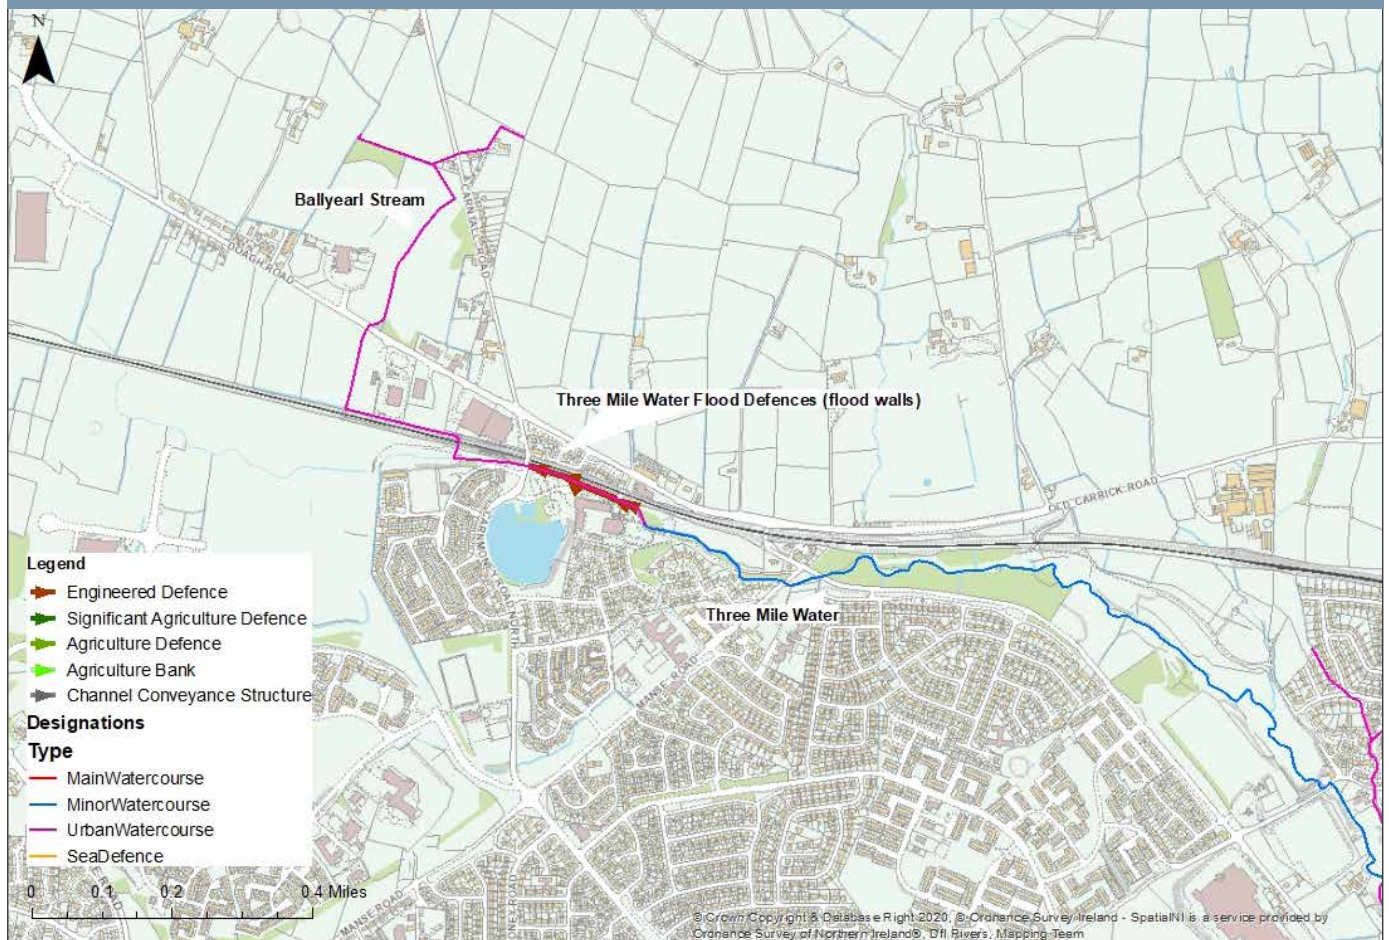 N
Ballyearl Stream
CARNTALL ROAD
DOAGH ROAD
Three Mile Water Flood Defences (flood walls)
OLD CARRICK ROAD
Three Mile Water
MANSE ROAD
Legend
Engineered Defence
Significant Agriculture Defence
Agriculture Defence
Agriculture Bank
Channel Conveyance Structure
Designations
Type
MainWatercourse
MinorWatercourse
UrbanWatercourse
SeaDefence
0 0.1 0.2 0.4 Miles
MANSE ROAD
© Crown Copyright & Database Right 2020, © Ordnance Survey Ireland - SpatialNI is a service provided by
Ordnance Survey of Northern Ireland®, DfI Rivers, Mapping Team